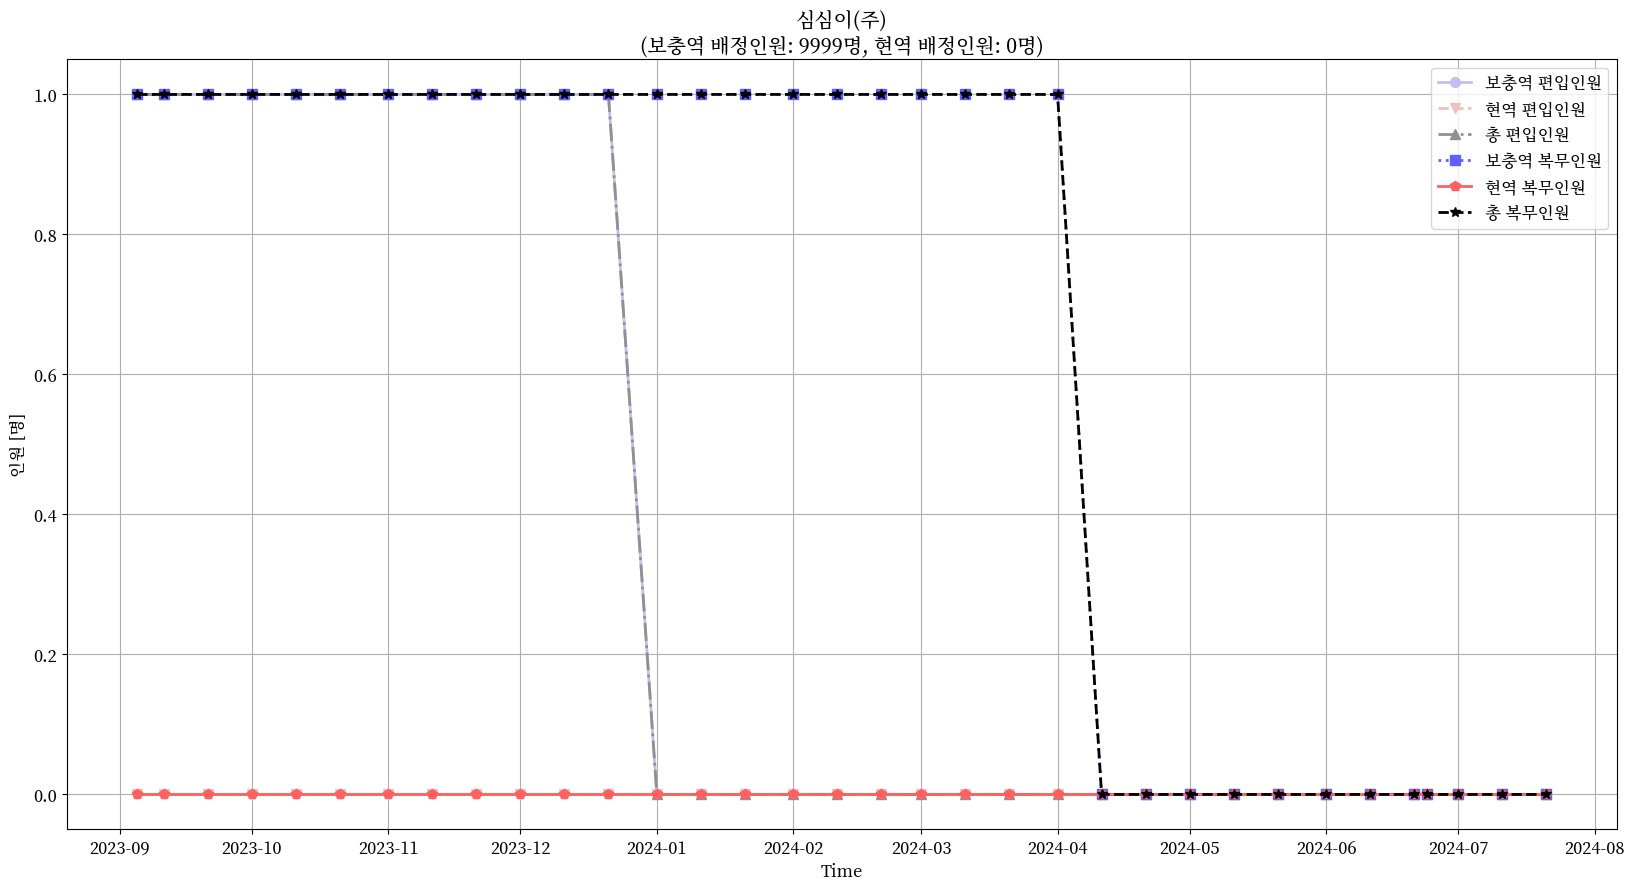 심심이(주)
(보충역 배정인원: 9999명, 현역 배정인원: 0명)
보충역 편입인원
현역 편입인원
총 편입인원
보충역 복무인원
현역 복무인원
총 복무인원
인원 [명]
1.0
0.8
0.6
0.4
0.2
0.0
2023-09
2023-10
2023-11
2023-12
2024-01
2024-02
2024-03
2024-04
2024-05
2024-06
2024-07
2024-08
Time